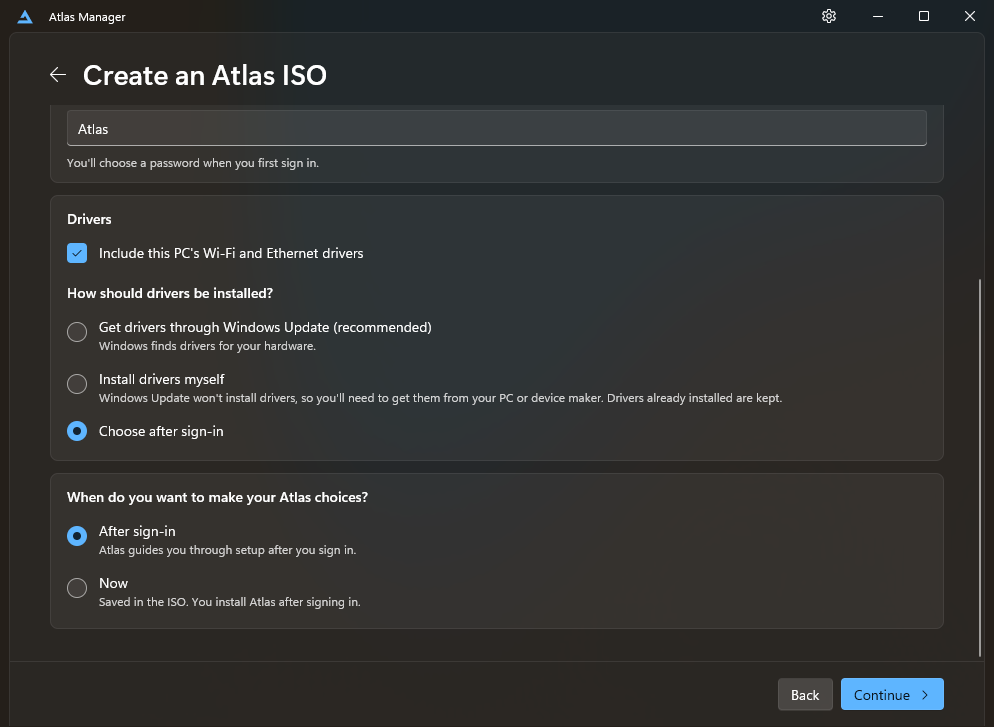 Atlas Manager
Create an Atlas ISO
Atlas
You'll choose a password when you first sign in.
Drivers
Include this PC's Wi-Fi and Ethernet drivers
How should drivers be installed?
Get drivers through Windows Update (recommended)
Windows finds drivers for your hardware.
Install drivers myself
Windows Update won't install drivers, so you'll need to get them from your PC or device maker. Drivers already installed are kept.
Choose after sign-in
When do you want to make your Atlas choices?
After sign-in
Atlas guides you through setup after you sign in.
Now
Saved in the ISO. You install Atlas after signing in.
Back
Continue